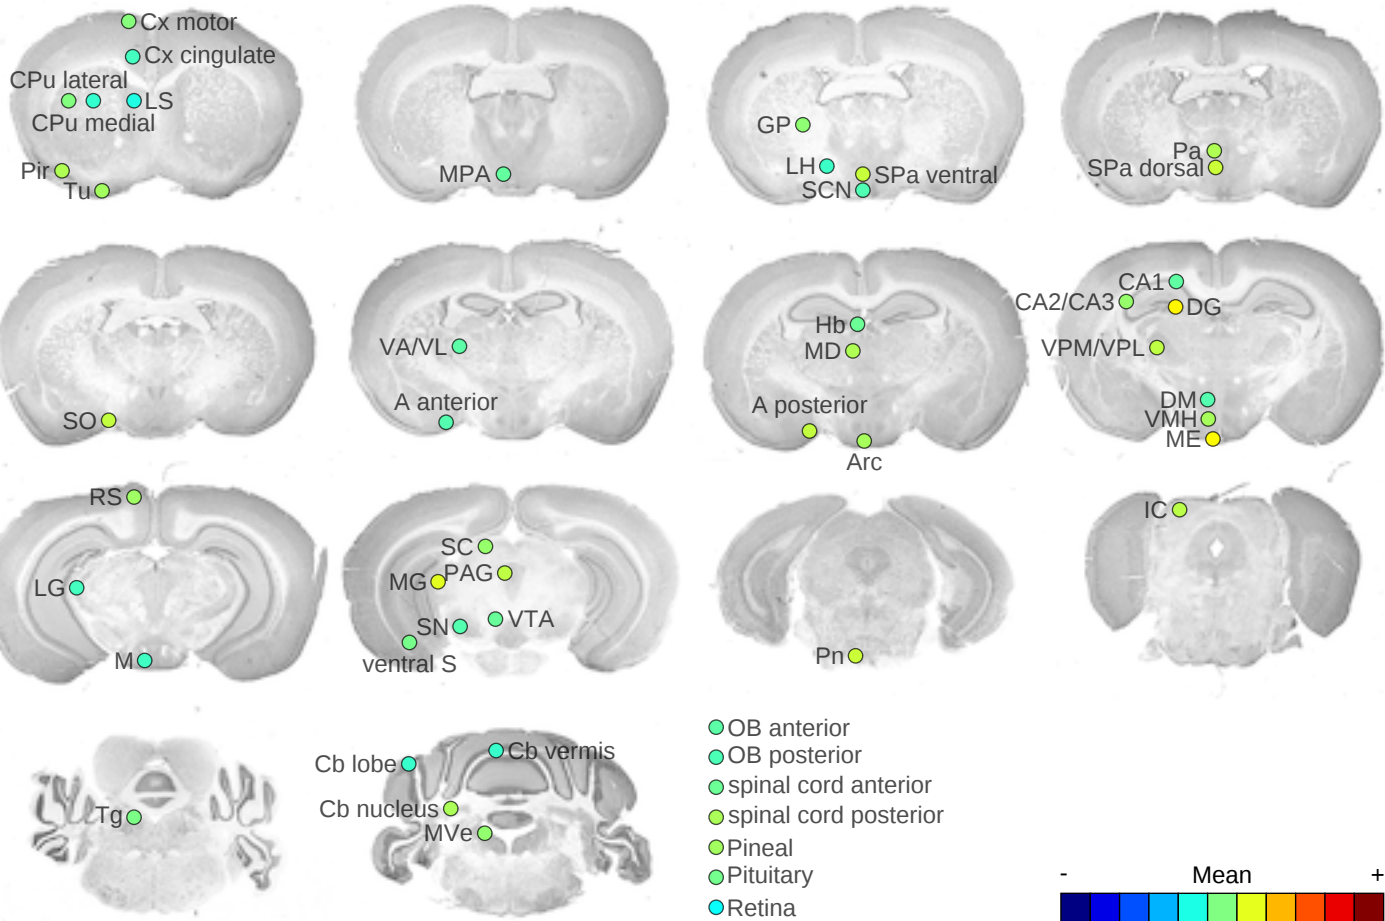 Cx motor
Cx cingulate
CPu lateral
LS
CPu medial
Pir
Tu
MPA
GP
LH
SPa ventral
SCN
Pa
SPa dorsal
SO
VA/VL
A anterior
Hb
MD
A posterior
Arc
CA1
CA2/CA3
DG
VPM/VPL
DM
VMH
ME
RS
LG
M
SC
MG
PAG
SN
VTA
ventral S
Pn
IC
Tg
Cb lobe
Cb vermis
Cb nucleus
MVe
OB anterior
OB posterior
spinal cord anterior
spinal cord posterior
Pineal
Pituitary
Retina
- Mean +